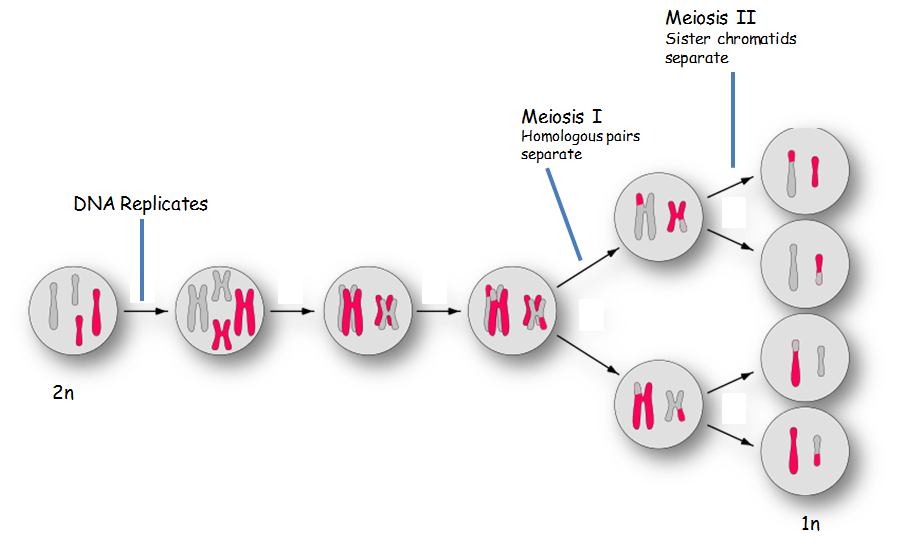 Meiosis II
Sister chromatids
separate
Meiosis I
Homologous pairs
separate
DNA Replicates
2n
1n